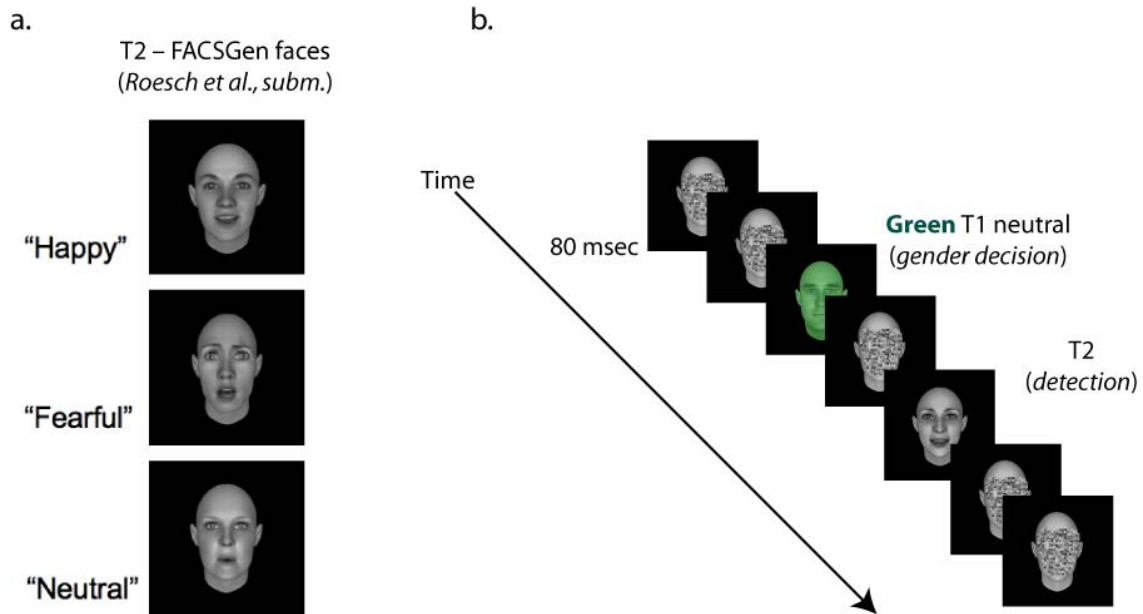 a.
T2 – FACSGen faces
(Roesch et al., subm.)
"Happy"
"Fearful"
"Neutral"
b.
Time
80 msec
Green T1 neutral
(gender decision)
T2
(detection)